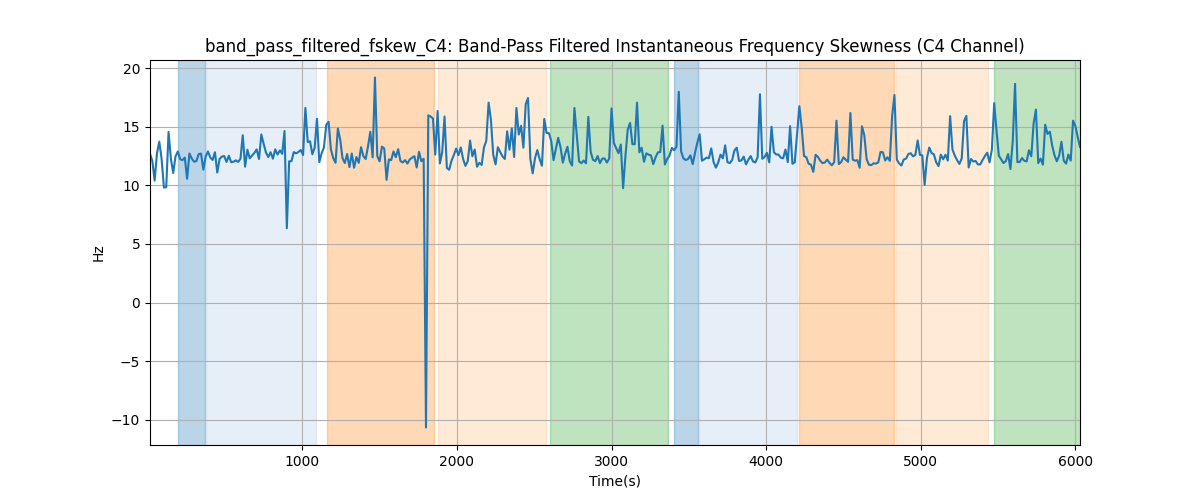 band_pass_filtered_fskew_C4: Band-Pass Filtered Instantaneous Frequency Skewness (C4 Channel)
20
15
10
5
0
−5
−10
Hz
1000 2000 3000 4000 5000 6000
Time(s)